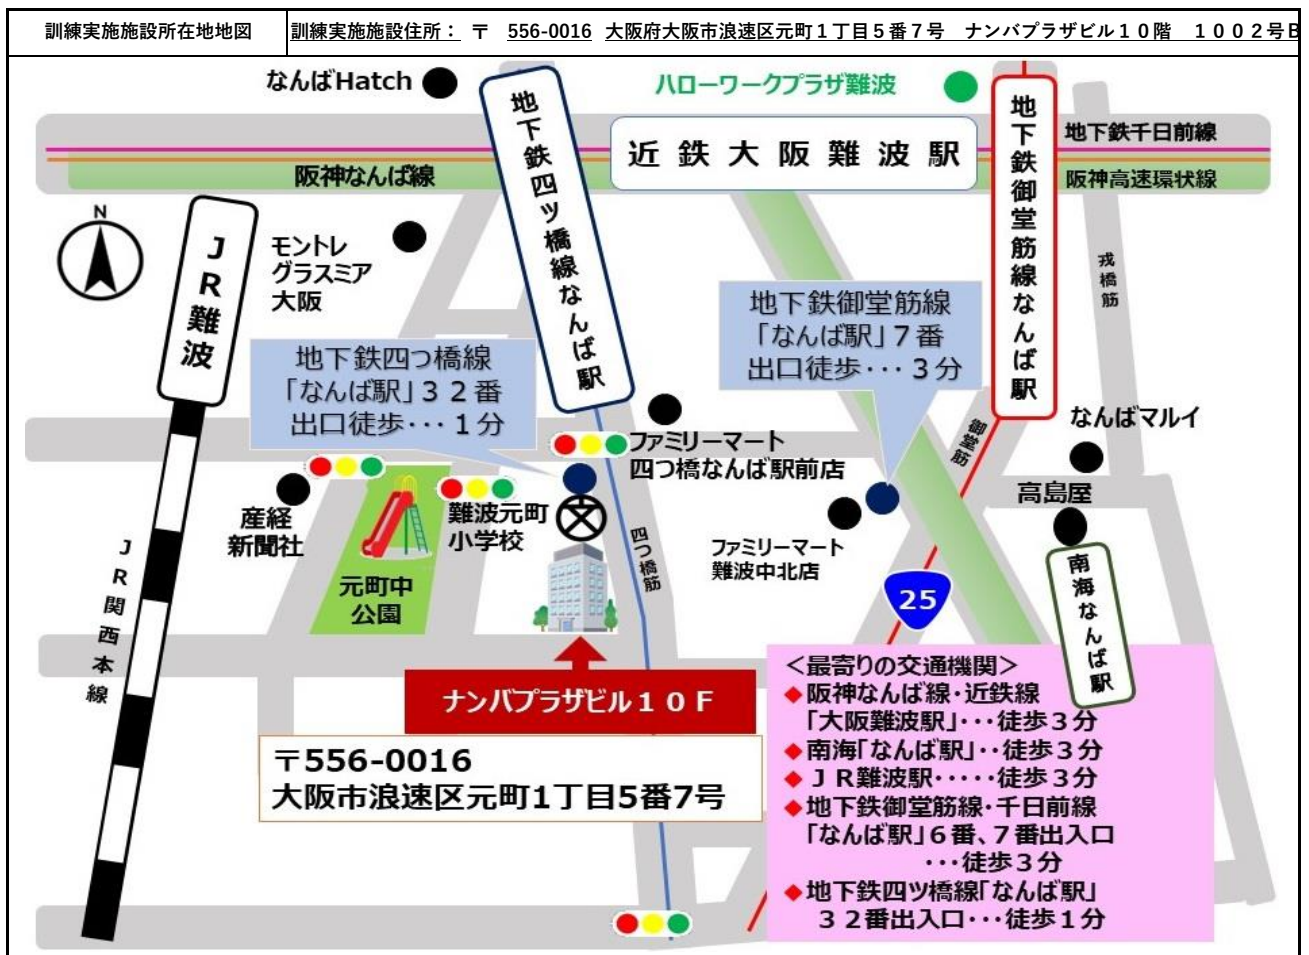 訓練実施施設所在地地図
訓練実施施設住所： 〒 556-0016 大阪府大阪市浪速区元町１丁目５番７号 ナンバプラザビル１０階 １００２号B
なんばHatch
ハローワークプラザ難波
地下鉄四ツ橋線なんば駅
近鉄大阪難波駅
地下鉄御堂筋線なんば駅
地下鉄千日前線
阪神なんば線
阪神高速環状線
N
ＪＲ難波
モントレ
グラスミア
大阪
戎橋筋
地下鉄御堂筋線
「なんば駅」７番
出口徒歩･･･３分
地下鉄四つ橋線
「なんば駅」３２番
出口徒歩･･･１分
ファミリーマート
四つ橋なんば駅前店
御堂筋
なんばマルイ
高島屋
産経
新聞社
難波元町
小学校
元町中
公園
四つ橋筋
ファミリーマート
難波中北店
25
南海なんば駅
ＪＲ関西本線
ナンバプラザビル１０Ｆ
〒556-0016
大阪市浪速区元町1丁目5番7号
＜最寄りの交通機関＞
◆阪神なんば線･近鉄線
「大阪難波駅」･･･徒歩３分
◆南海｢なんば駅」･･徒歩３分
◆ＪＲ難波駅･････徒歩３分
◆地下鉄御堂筋線･千日前線
「なんば駅」６番、７番出入口
･･･徒歩３分
◆地下鉄四ツ橋線｢なんば駅」
３２番出入口･･･徒歩１分